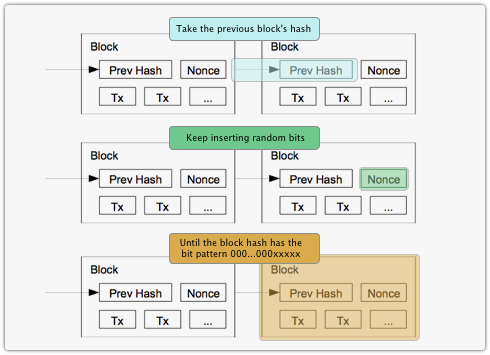 Take the previous block's hash
Block
Block
Prev Hash Nonce
Prev Hash Nonce
Tx Tx ...
Tx Tx ...
Keep inserting random bits
Block
Block
Prev Hash Nonce
Prev Hash Nonce
Tx Tx ...
Tx Tx ...
Until the block hash has the
bit pattern 000...000xxxxx
Block
Block
Prev Hash Nonce
Prev Hash Nonce
Tx Tx ...
Tx Tx ...